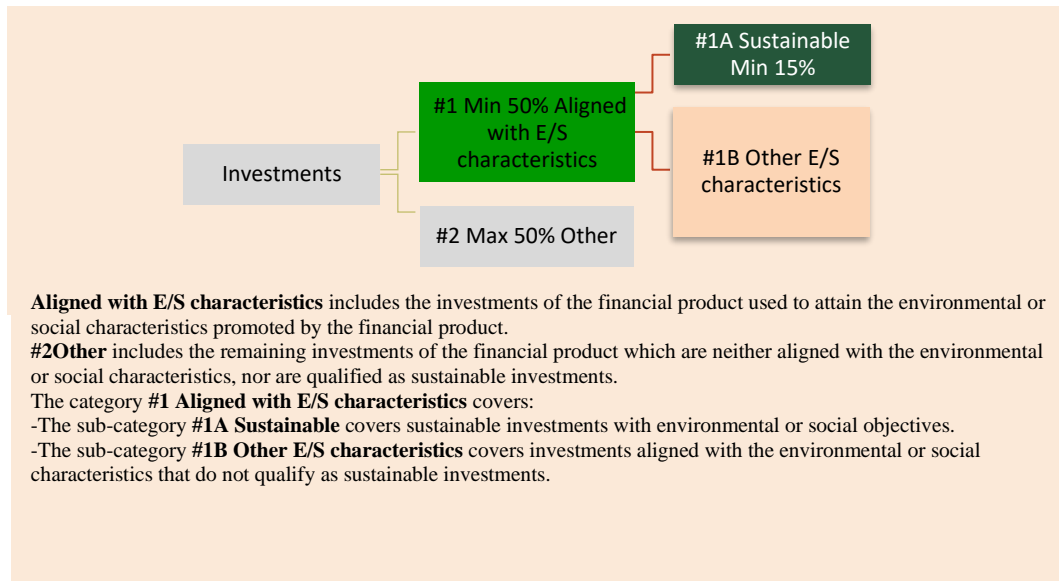 #1A Sustainable
Min 15%
#1 Min 50% Aligned
with E/S
characteristics
#1B Other E/S
characteristics
Investments
#2 Max 50% Other
Aligned with E/S characteristics includes the investments of the financial product used to attain the environmental or
social characteristics promoted by the financial product.
#2Other includes the remaining investments of the financial product which are neither aligned with the environmental
or social characteristics, nor are qualified as sustainable investments.
The category #1 Aligned with E/S characteristics covers:
-The sub-category #1A Sustainable covers sustainable investments with environmental or social objectives.
-The sub-category #1B Other E/S characteristics covers investments aligned with the environmental or social
characteristics that do not qualify as sustainable investments.